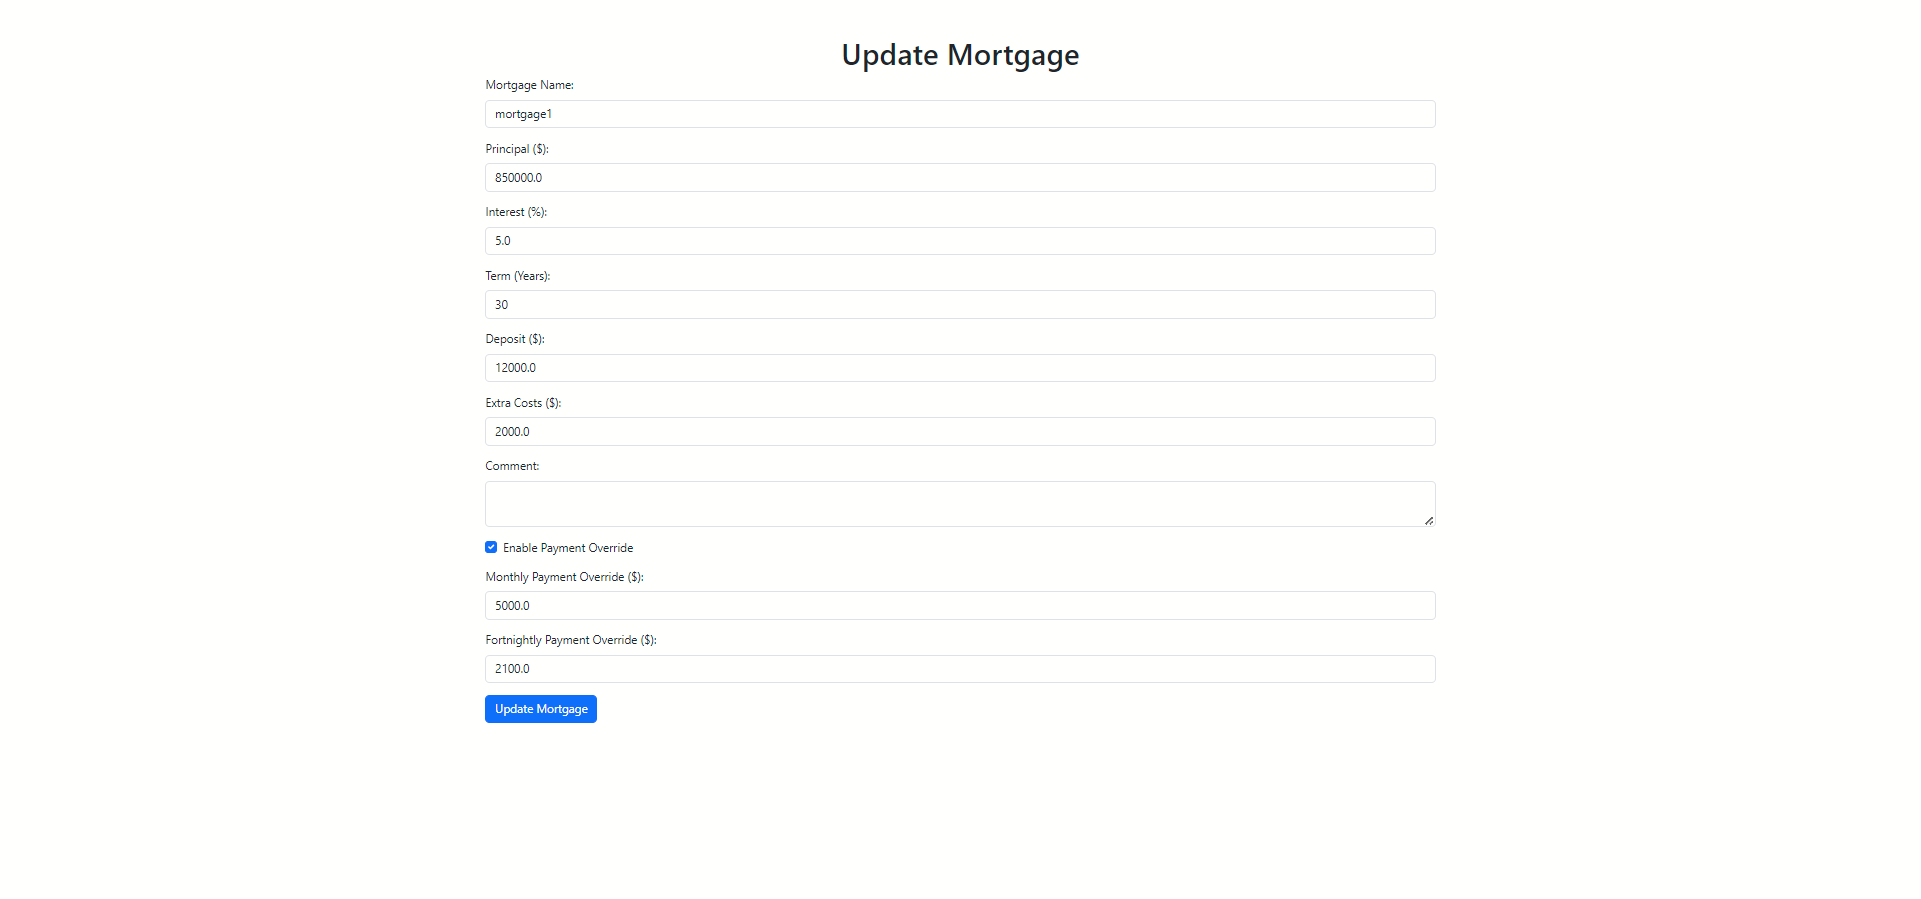 Update Mortgage
Mortgage Name:
mortgage1
Principal ($):
850000.0
Interest (%):
5.0
Term (Years):
30
Deposit ($):
12000.0
Extra Costs ($):
2000.0
Comment:
Enable Payment Override
Monthly Payment Override ($):
5000.0
Fortnightly Payment Override ($):
2100.0
Update Mortgage